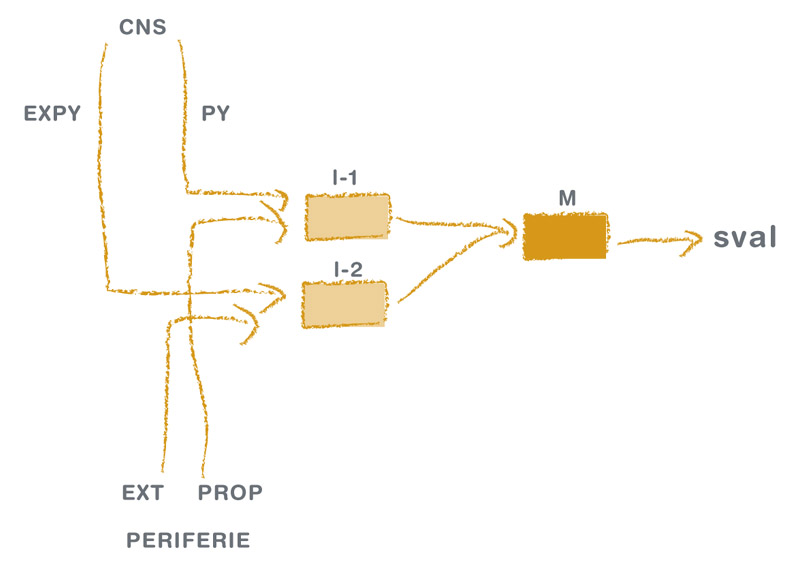 CNS
EXPY PY
I-1
M
sval
I-2
EXT PROP
PERIFERIE